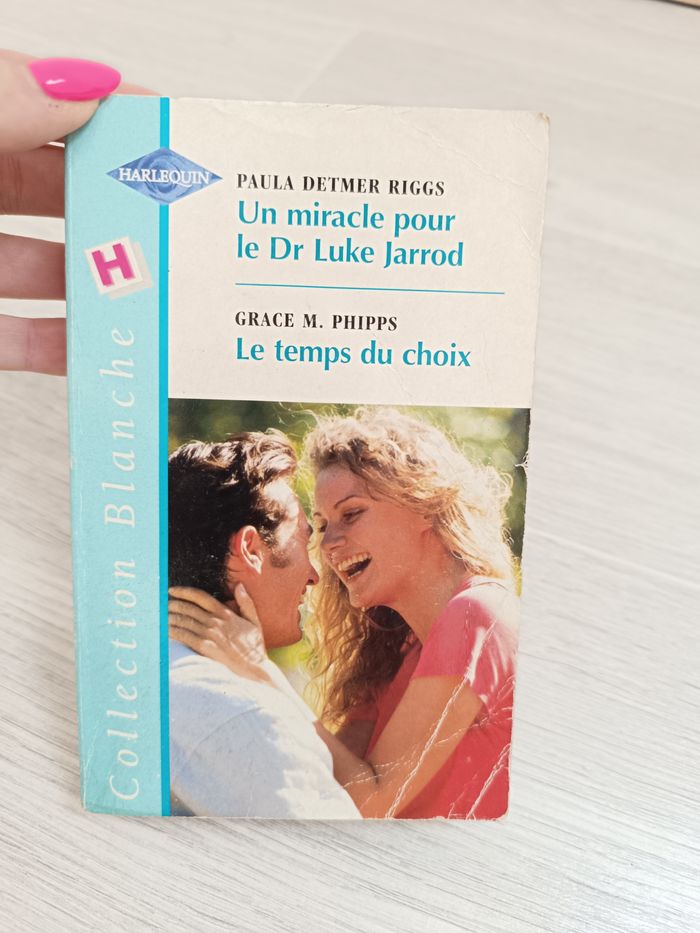 HARLEQUIN
H
Collection Blanche
PAULA DETMER RIGGS
Un miracle pour
le Dr Luke Jarrod
GRACE M. PHIPPS
Le temps du choix